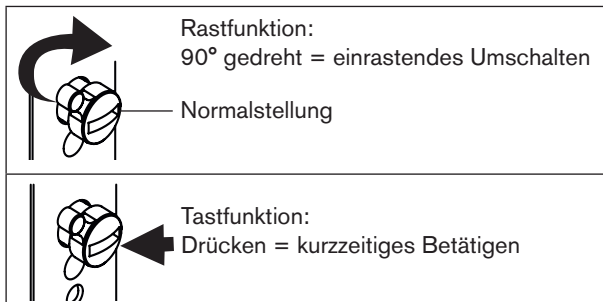 Rastfunktion:
90° gedreht = einrastendes Umschalten
Normalstellung
Tastfunktion:
Drücken = kurzzeitiges Betätigen